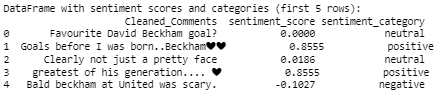 DataFrame with sentiment scores and categories (first 5 rows):
Cleaned_Comments sentiment_score sentiment_category
0 Favourite David Beckham goal? 0.0000 neutral
1 Goals before I was born..Beckham♥♥ 0.8555 positive
2 Clearly not just a pretty face 0.0186 neutral
3 greatest of his generation.... ♥ 0.8555 positive
4 Bald beckham at United was scary. -0.1027 negative